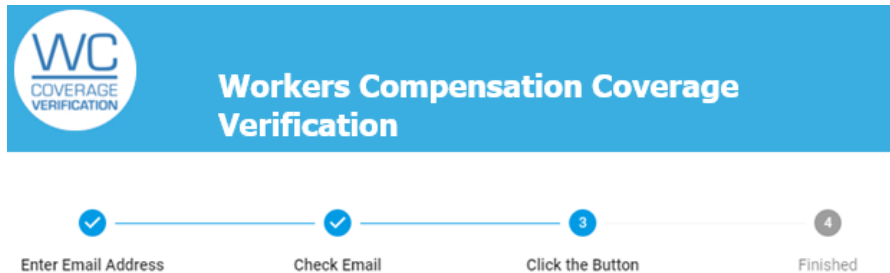 WC
COVERAGE
VERIFICATION
Workers Compensation Coverage
Verification
3
4
Enter Email Address
Check Email
Click the Button
Finished